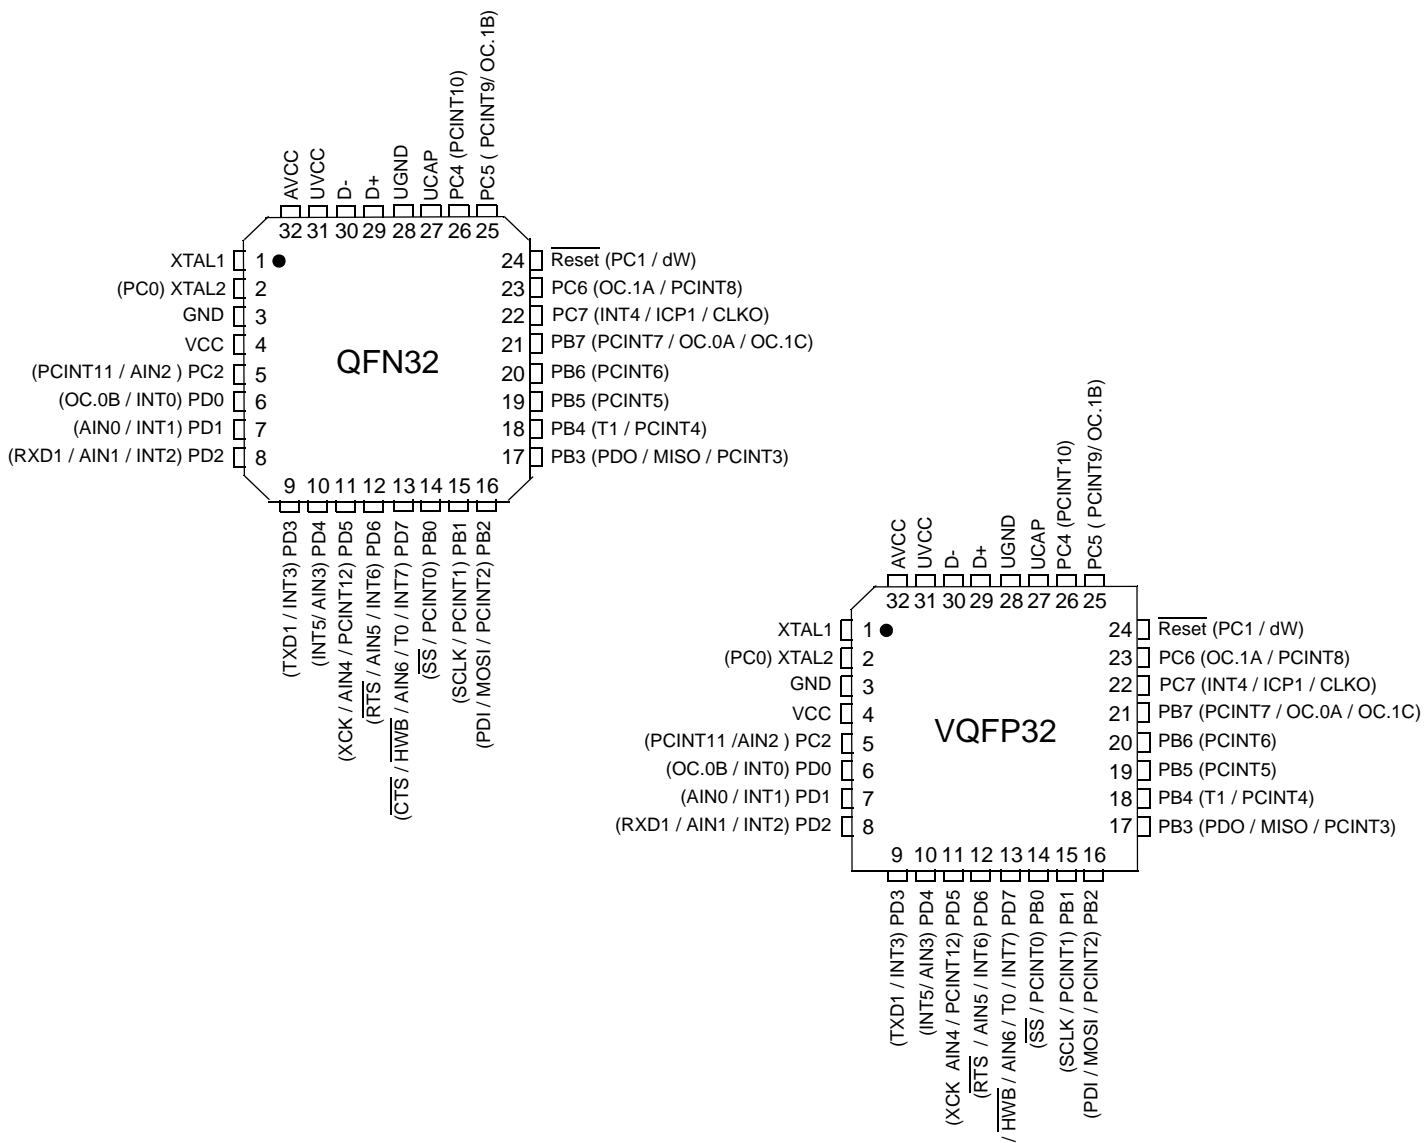 AVCC
UVCC
D-
D+
UGND
UCAP
PC4 (PCINT10)
PC5 ( PCINT9/ OC.1B)
32 31 30 29 28 27 26 25
XTAL1 1
(PC0) XTAL2 2
GND 3
VCC 4
(PCINT11 / AIN2 ) PC2 5
(OC.0B / INT0) PD0 6
(AIN0 / INT1) PD1 7
(RXD1 / AIN1 / INT2) PD2 8
QFN32
24 Reset (PC1 / dW)
23 PC6 (OC.1A / PCINT8)
22 PC7 (INT4 / ICP1 / CLKO)
21 PB7 (PCINT7 / OC.0A / OC.1C)
20 PB6 (PCINT6)
19 PB5 (PCINT5)
18 PB4 (T1 / PCINT4)
17 PB3 (PDO / MISO / PCINT3)
9 10 11 12 13 14 15 16
(TXD1 / INT3) PD3
(INT5/ AIN3) PD4
(XCK / AIN4 / PCINT12) PD5
(RTS / AIN5 / INT6) PD6
(CTS / HWB / AIN6 / T0 / INT7) PD7
(SS / PCINT0) PB0
(SCLK / PCINT1) PB1
(PDI / MOSI / PCINT2) PB2
AVCC
UVCC
D-
D+
UGND
UCAP
PC4 (PCINT10)
PC5 ( PCINT9/ OC.1B)
32 31 30 29 28 27 26 25
XTAL1 1
(PC0) XTAL2 2
GND 3
VCC 4
(PCINT11 /AIN2 ) PC2 5
(OC.0B / INT0) PD0 6
(AIN0 / INT1) PD1 7
(RXD1 / AIN1 / INT2) PD2 8
VQFP32
24 Reset (PC1 / dW)
23 PC6 (OC.1A / PCINT8)
22 PC7 (INT4 / ICP1 / CLKO)
21 PB7 (PCINT7 / OC.0A / OC.1C)
20 PB6 (PCINT6)
19 PB5 (PCINT5)
18 PB4 (T1 / PCINT4)
17 PB3 (PDO / MISO / PCINT3)
9 10 11 12 13 14 15 16
(TXD1 / INT3) PD3
(INT5/ AIN3) PD4
(XCK AIN4 / PCINT12) PD5
(RTS / AIN5 / INT6) PD6
/ HWB / AIN6 / T0 / INT7) PD7
(SS / PCINT0) PB0
(SCLK / PCINT1) PB1
(PDI / MOSI / PCINT2) PB2